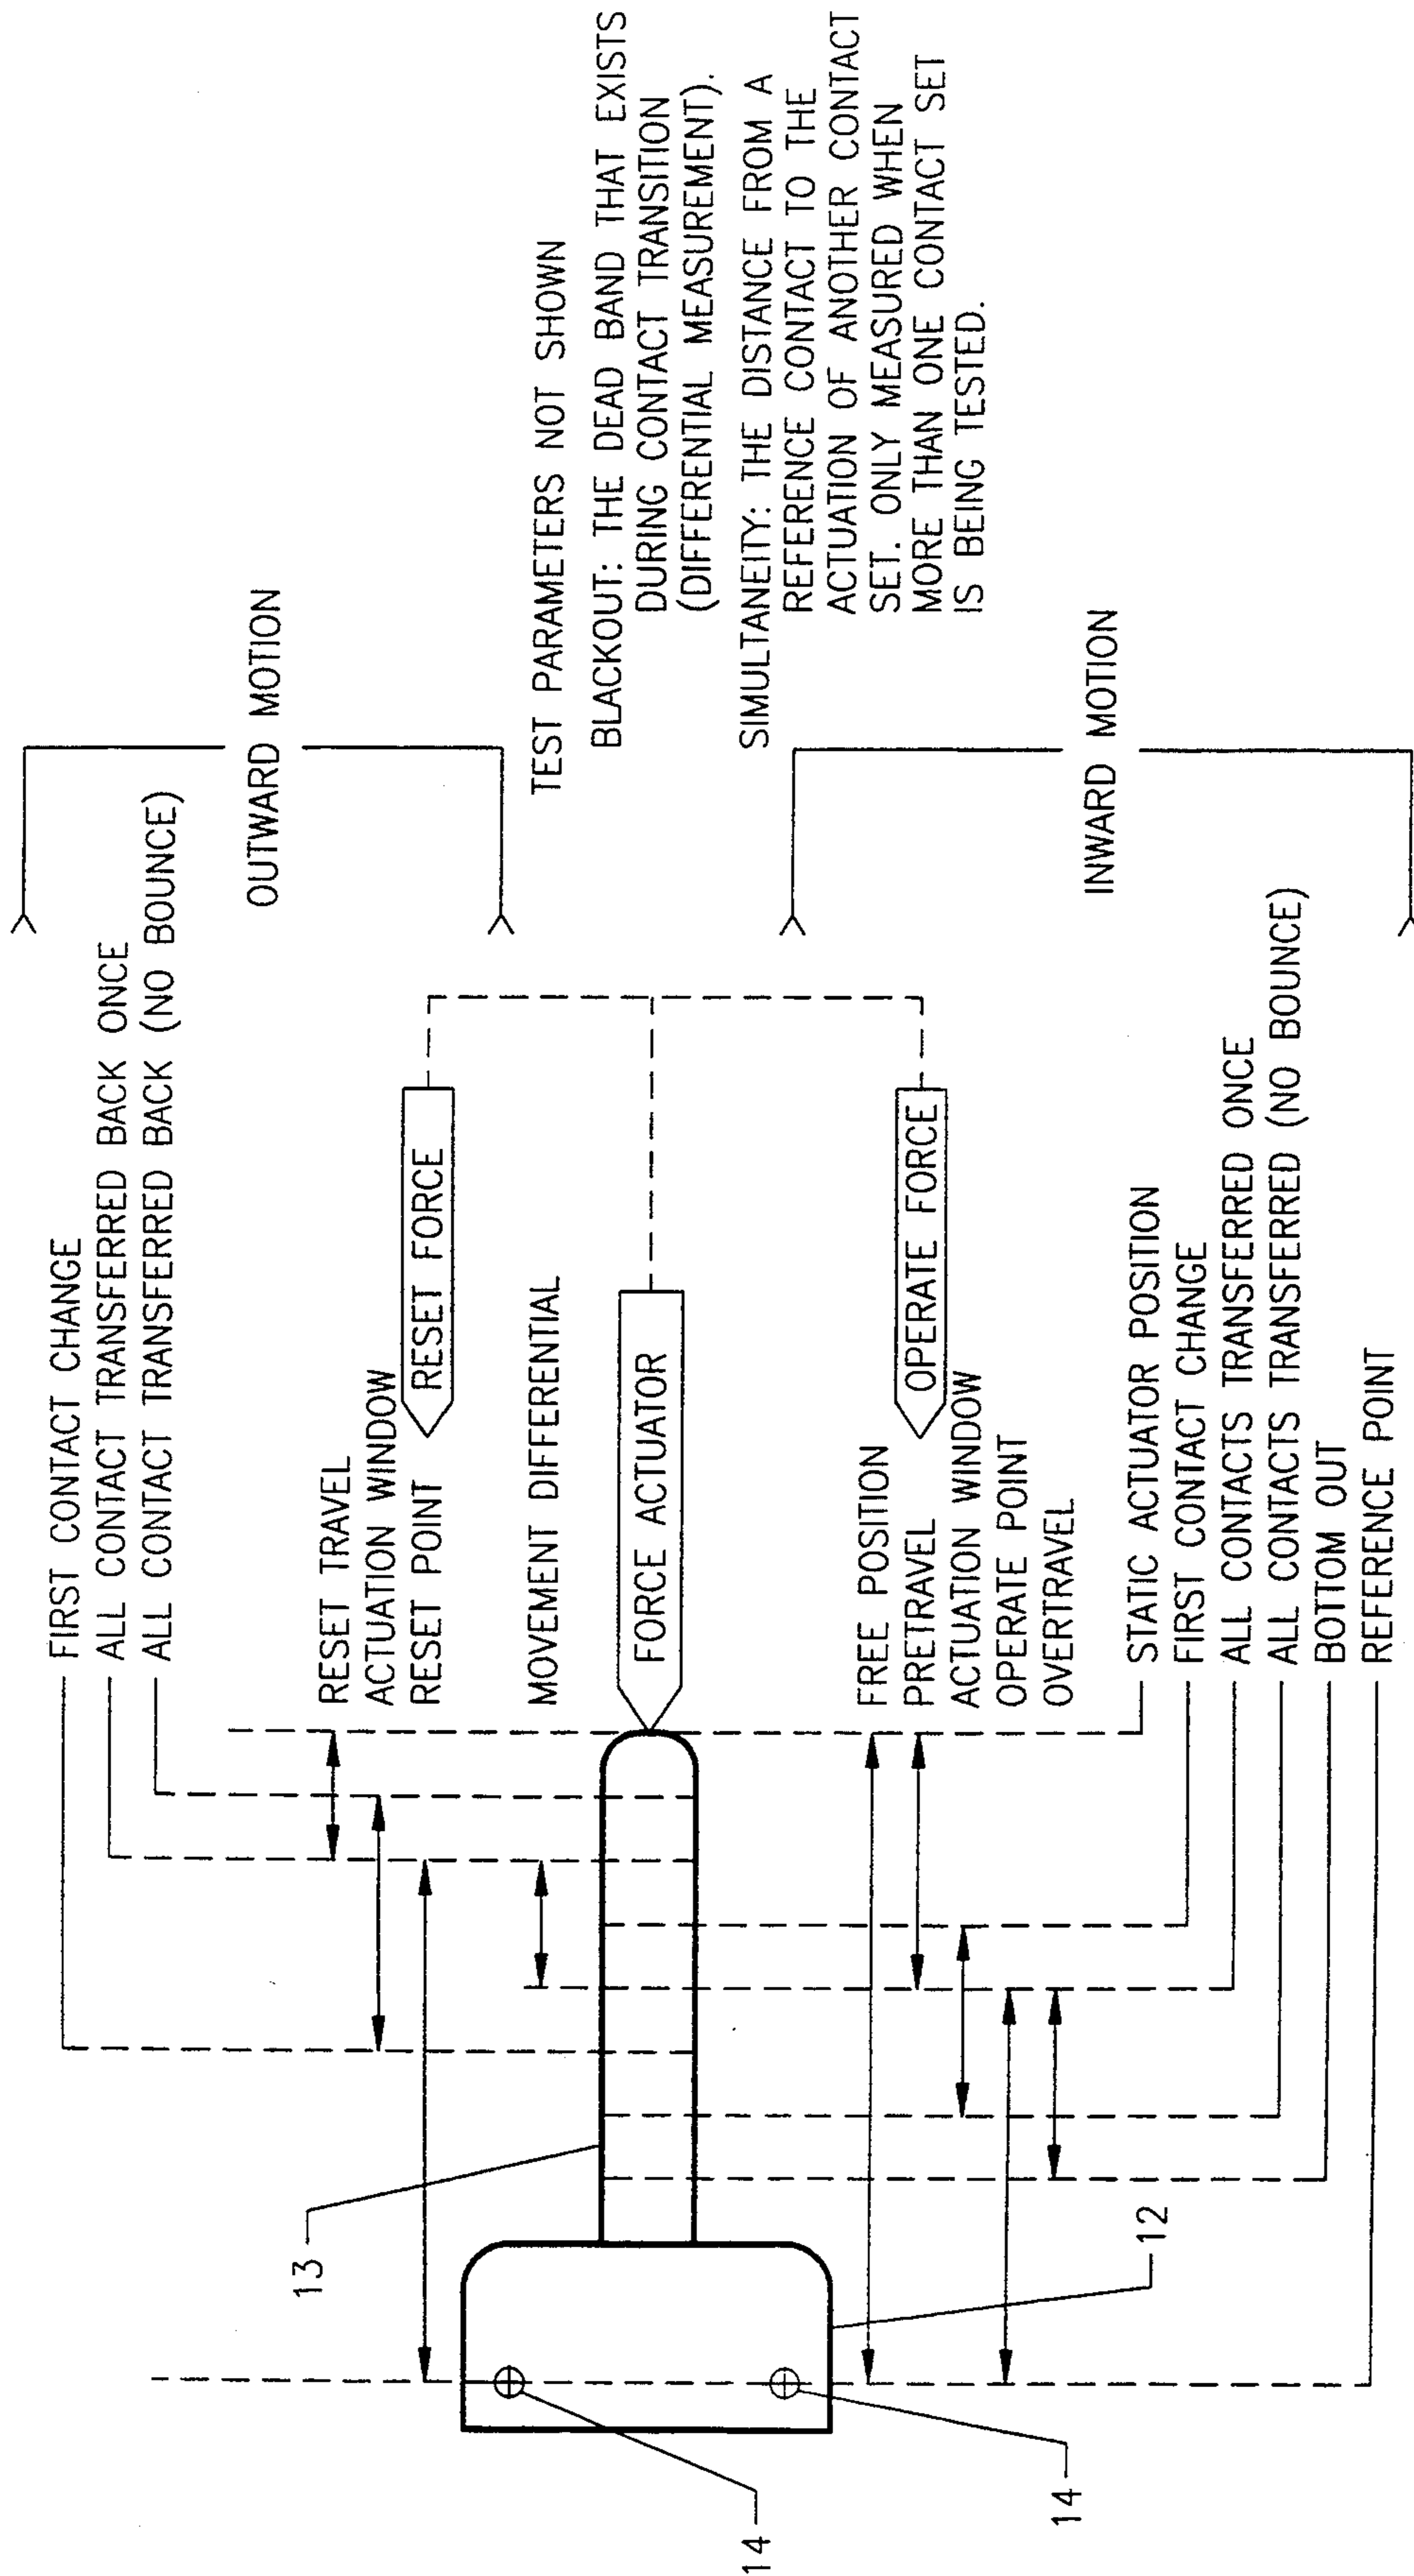 FIRST CONTACT CHANGE
ALL CONTACT TRANSFERRED BACK ONCE
ALL CONTACT TRANSFERRED BACK (NO BOUNCE)
OUTWARD MOTION
RESET TRAVEL
ACTUATION WINDOW
RESET POINT
RESET FORCE
MOVEMENT DIFFERENTIAL
FORCE ACTUATOR
TEST PARAMETERS NOT SHOWN
BLACKOUT: THE DEAD BAND THAT EXISTS
DURING CONTACT TRANSITION
(DIFFERENTIAL MEASUREMENT).
SIMULTANEITY: THE DISTANCE FROM A
REFERENCE CONTACT TO THE
ACTUATION OF ANOTHER CONTACT
SET. ONLY MEASURED WHEN
MORE THAN ONE CONTACT SET
IS BEING TESTED.
13
14
14
12
FREE POSITION
PRETRAVEL
ACTUATION WINDOW
OPERATE POINT
OVERTRAVEL
OPERATE FORCE
INWARD MOTION
STATIC ACTUATOR POSITION
FIRST CONTACT CHANGE
ALL CONTACTS TRANSFERRED ONCE
ALL CONTACTS TRANSFERRED (NO BOUNCE)
BOTTOM OUT
REFERENCE POINT